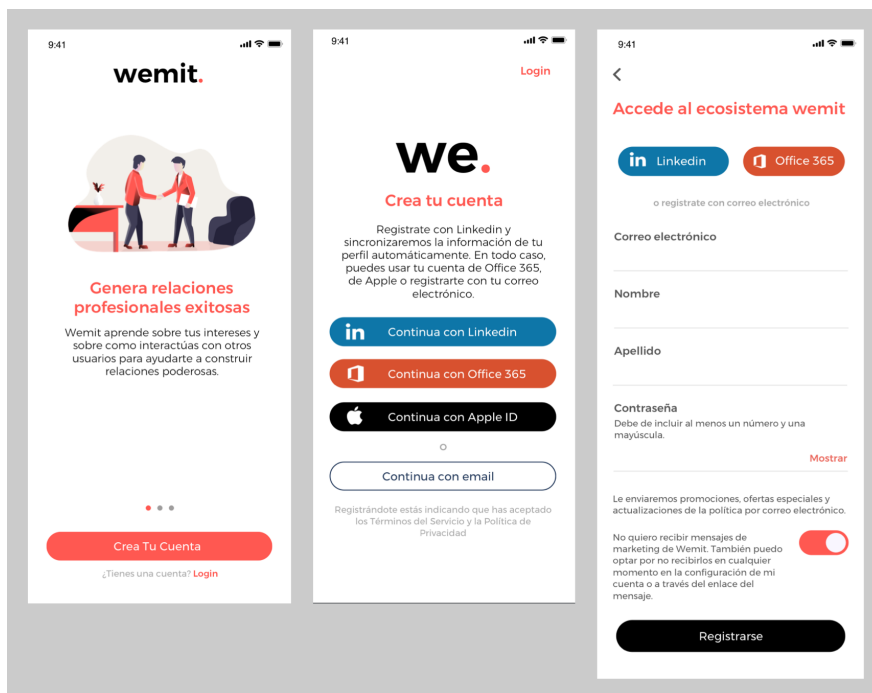 9:41
wemit.
Genera relaciones
profesionales exitosas
Wemit aprende sobre tus intereses y
sobre como interactúas con otros
usuarios para ayudarte a construir
relaciones poderosas.
Crea Tu Cuenta
¿Tienes una cuenta? Login
9:41
Login
we.
Crea tu cuenta
Registrate con Linkedin y
sincronizaremos la información de tu
perfil automáticamente. En todo caso,
puedes usar tu cuenta de Office 365,
de Apple o registrarte con tu correo
electrónico.
in Continua con Linkedin
Continua con Office 365
Continua con Apple ID
o
Continua con email
Registrándote estás indicando que has aceptado
los Términos del Servicio y la Política de
Privacidad
9:41
Accede al ecosistema wemit
in Linkedin
Office 365
o registrate con correo electrónico
Correo electrónico
Nombre
Apellido
Contraseña
Debe de incluir al menos un número y una
mayúscula.
Mostrar
Le enviaremos promociones, ofertas especiales y
actualizaciones de la política por correo electrónico.
No quiero recibir mensajes de
marketing de Wemit. También puedo
optar por no recibirlos en cualquier
momento en la configuración de mi
cuenta o a través del enlace del
mensaje.
Registrarse